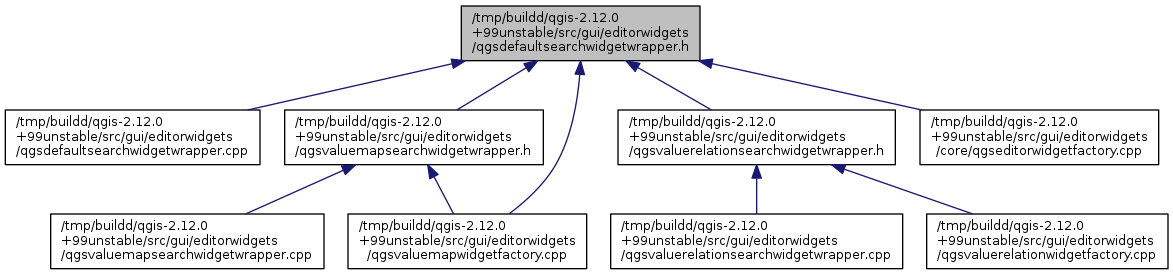 /tmp/buildd/qgis-2.12.0
+99unstable/src/gui/editorwidgets
/qgsdefaultsearchwidgetwrapper.h
/tmp/buildd/qgis-2.12.0
+99unstable/src/gui/editorwidgets
/qgsdefaultsearchwidgetwrapper.cpp
/tmp/buildd/qgis-2.12.0
+99unstable/src/gui/editorwidgets
/qgsvaluemapsearchwidgetwrapper.h
/tmp/buildd/qgis-2.12.0
+99unstable/src/gui/editorwidgets
/qgsvaluerelationsearchwidgetwrapper.h
/tmp/buildd/qgis-2.12.0
+99unstable/src/gui/editorwidgets
/core/qgseditorwidgetfactory.cpp
/tmp/buildd/qgis-2.12.0
+99unstable/src/gui/editorwidgets
/qgsvaluemapsearchwidgetwrapper.cpp
/tmp/buildd/qgis-2.12.0
+99unstable/src/gui/editorwidgets
/qgsvaluemapwidgetfactory.cpp
/tmp/buildd/qgis-2.12.0
+99unstable/src/gui/editorwidgets
/qgsvaluerelationsearchwidgetwrapper.cpp
/tmp/buildd/qgis-2.12.0
+99unstable/src/gui/editorwidgets
/qgsvaluerelationwidgetfactory.cpp